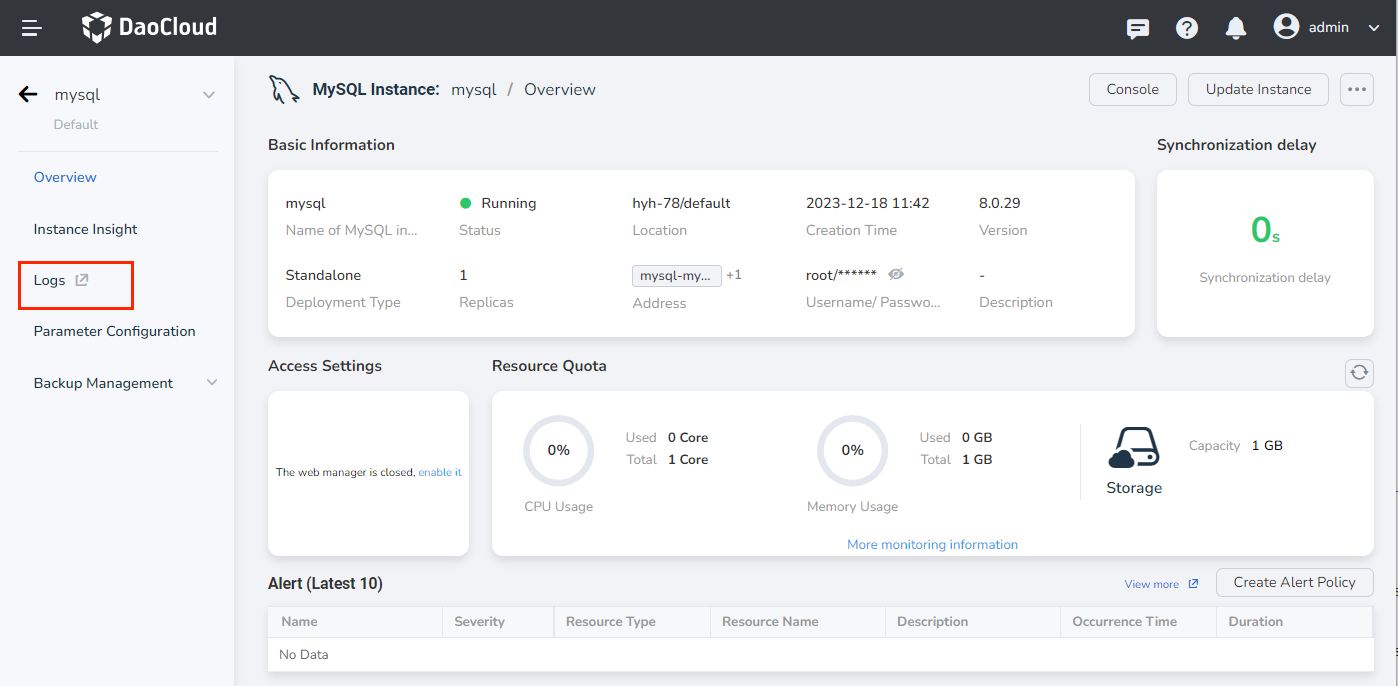 DaoCloud
admin
mysql
Default
Overview
Instance Insight
Logs
Parameter Configuration
Backup Management
MySQL Instance: mysql / Overview
Console
Update Instance
Basic Information
mysql
Name of MySQL in...
Running
Status
hyh-78/default
Location
2023-12-18 11:42
Creation Time
8.0.29
Version
Standalone
Deployment Type
1
Replicas
mysql-my... +1
Address
root/******
Username/ Passwo...
-
Description
Synchronization delay
0s
Synchronization delay
Access Settings
The web manager is closed, enable it
Resource Quota
0%
CPU Usage
Used 0 Core
Total 1 Core
0%
Memory Usage
Used 0 GB
Total 1 GB
Storage
Capacity 1 GB
More monitoring information
Alert (Latest 10)
View more
Create Alert Policy
Name Severity Resource Type Resource Name Description Occurrence Time Duration
No Data